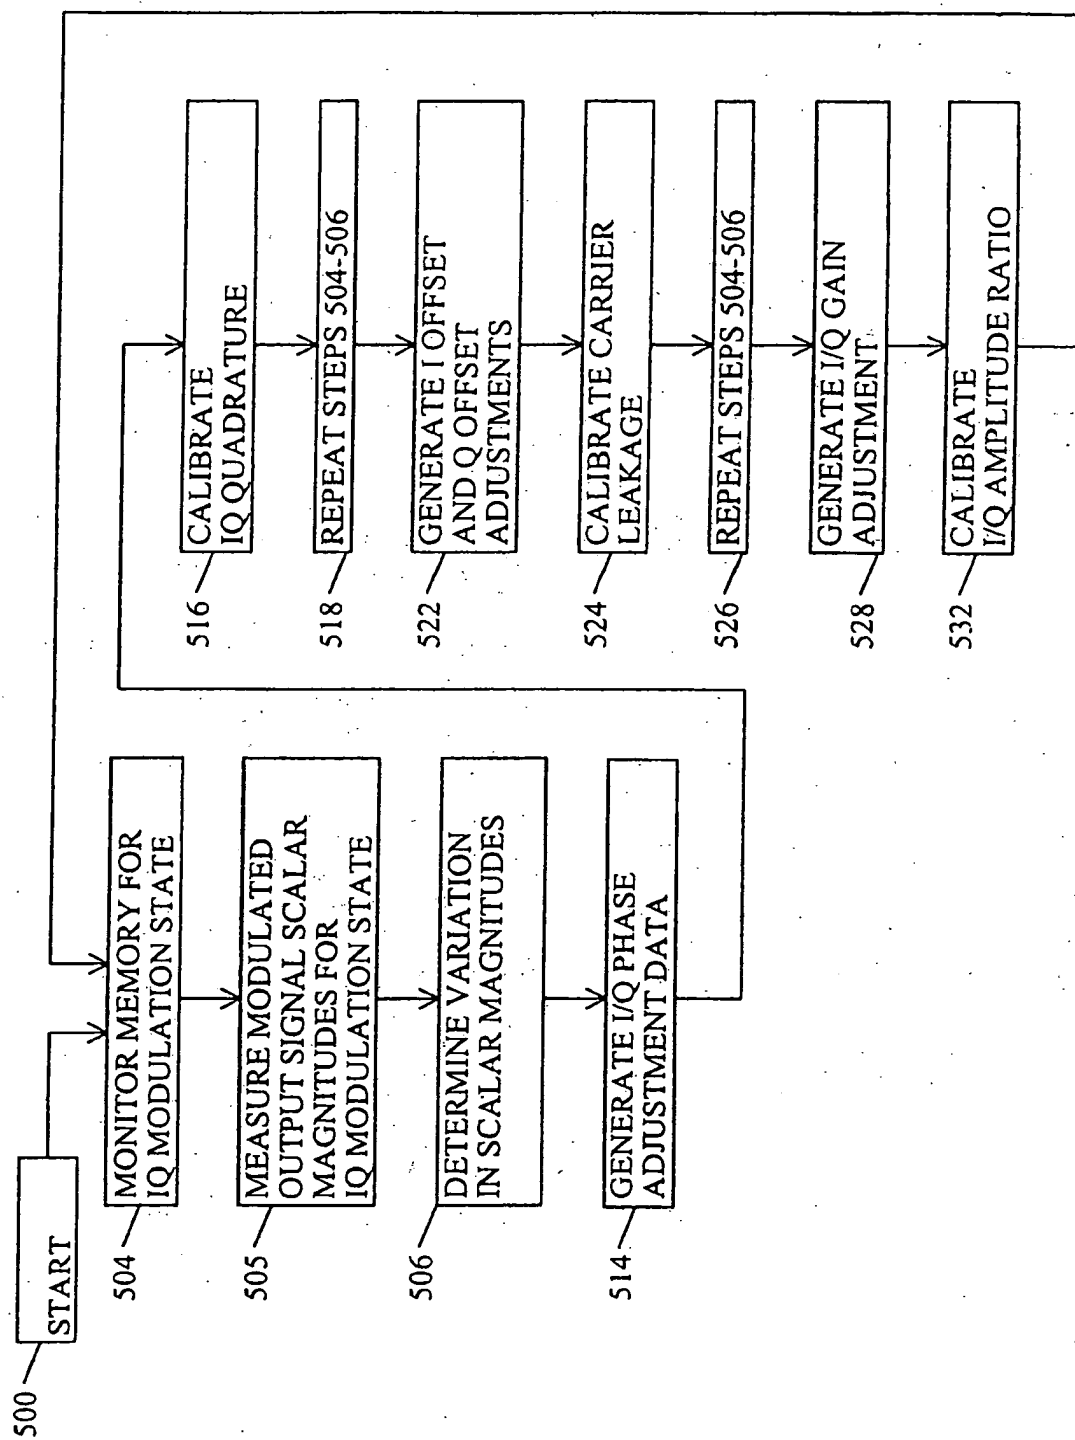 500
START
504
MONITOR MEMORY FOR
IQ MODULATION STATE
505
MEASURE MODULATED
OUTPUT SIGNAL SCALAR
MAGNITUDES FOR
IQ MODULATION STATE
506
DETERMINE VARIATION
IN SCALAR MAGNITUDES
514
GENERATE I/Q PHASE
ADJUSTMENT DATA
516
CALIBRATE
IQ QUADRATURE
518
REPEAT STEPS 504-506
522
GENERATE I OFFSET
AND Q OFFSET
ADJUSTMENTS
524
CALIBRATE CARRIER
LEAKAGE
526
REPEAT STEPS 504-506
528
GENERATE I/Q GAIN
ADJUSTMENT
532
CALIBRATE
I/Q AMPLITUDE RATIO